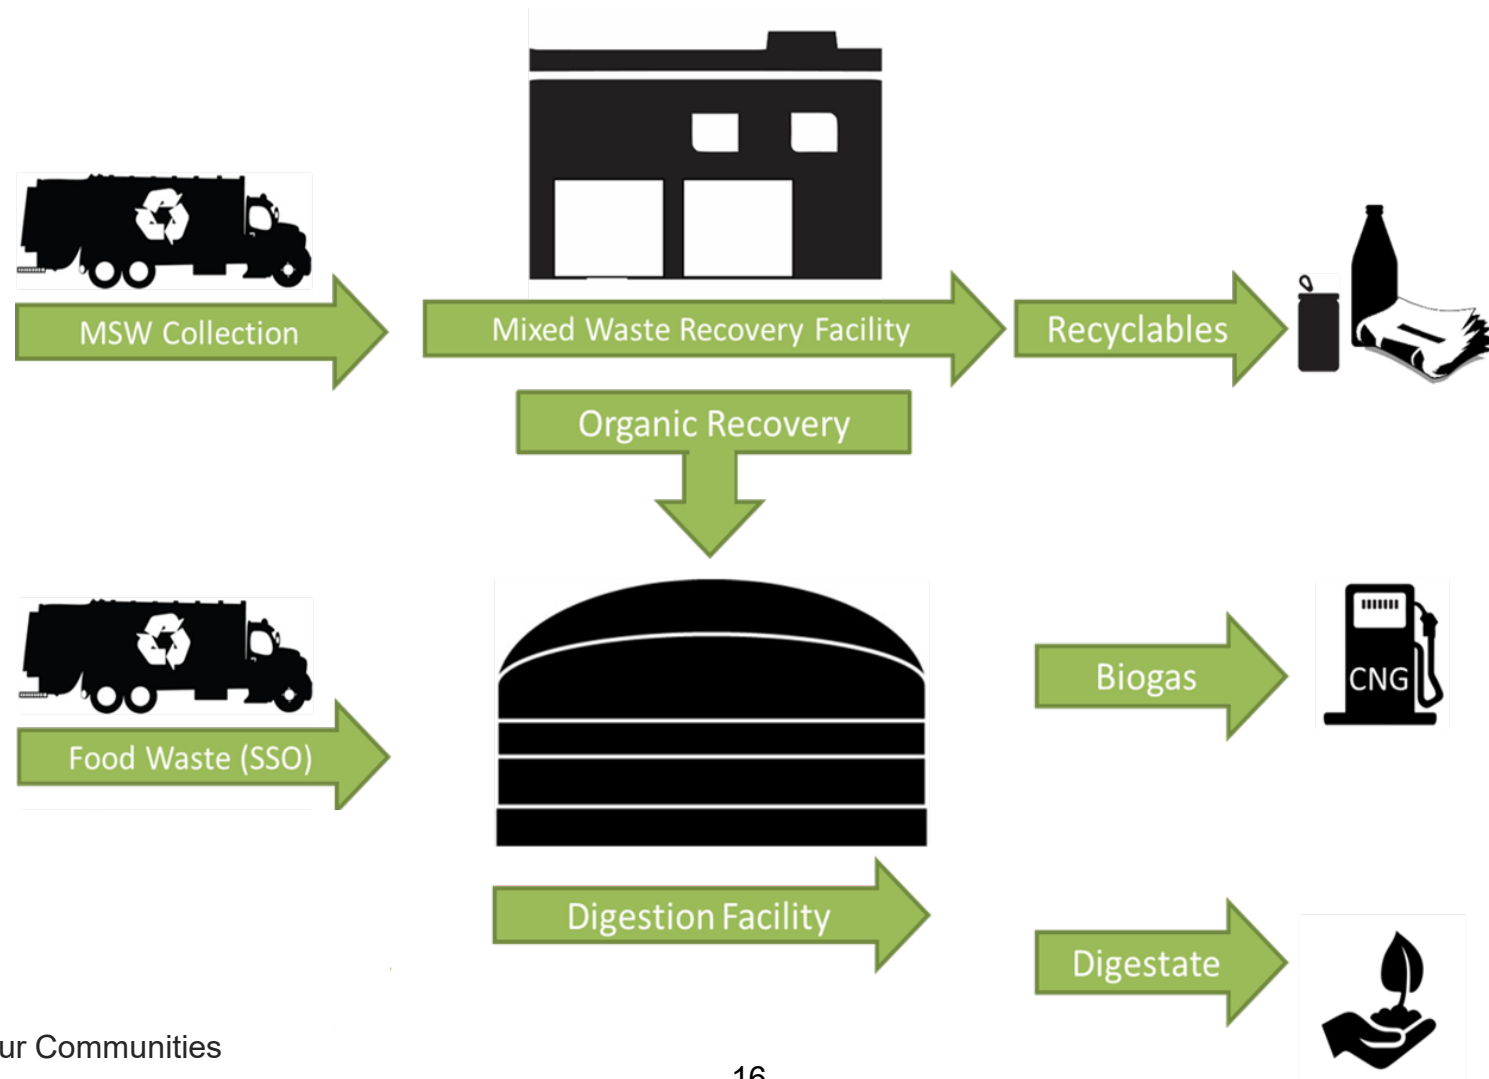 MSW Collection
Mixed Waste Recovery Facility
Recyclables
Organic Recovery
Food Waste (SSO)
Biogas
CNG
Digestion Facility
Digestate
ur Communities
16